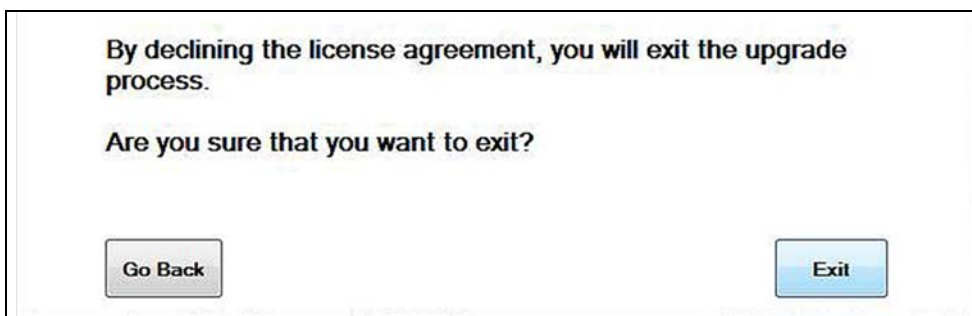 By declining the license agreement, you will exit the upgrade
process.
Are you sure that you want to exit?
Go Back
Exit